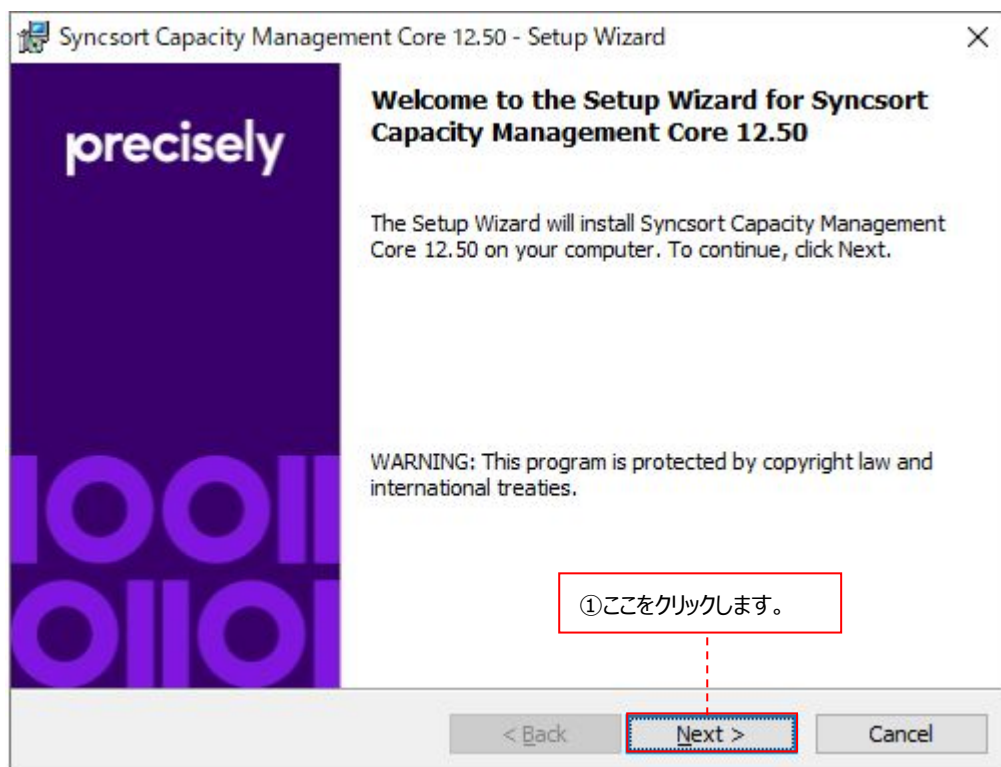 Syncsort Capacity Management Core 12.50 - Setup Wizard
precisely
Welcome to the Setup Wizard for Syncsort
Capacity Management Core 12.50
The Setup Wizard will install Syncsort Capacity Management
Core 12.50 on your computer. To continue, click Next.
WARNING: This program is protected by copyright law and
international treaties.
①ここをクリックします。
< Back
Next >
Cancel